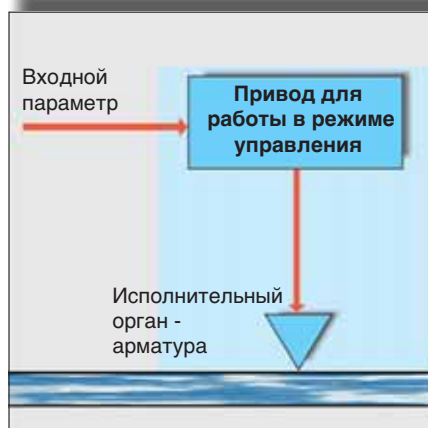 Входной
параметр
Привод для
работы в режиме
управления
Исполнительный
орган -
арматура